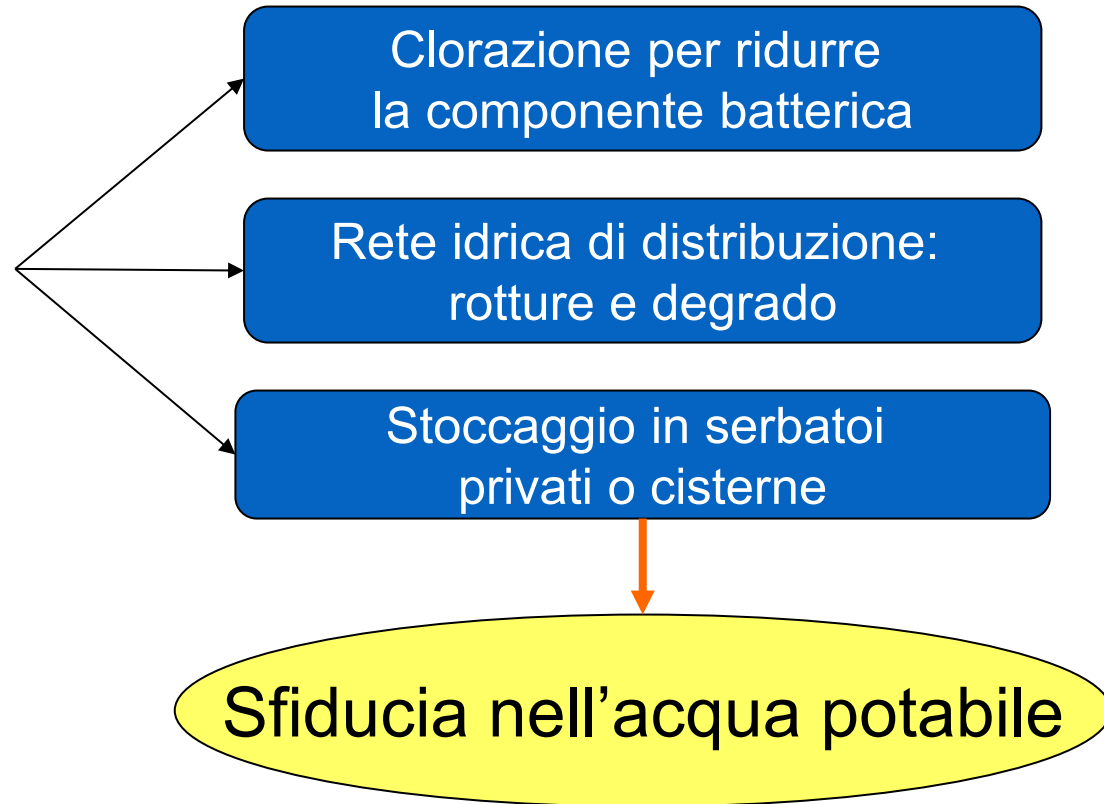 Clorazione per ridurre
la componente batterica
Rete idrica di distribuzione:
rotture e degrado
Stoccaggio in serbatoi
privati o cisterne
Sfiducia nell’acqua potabile